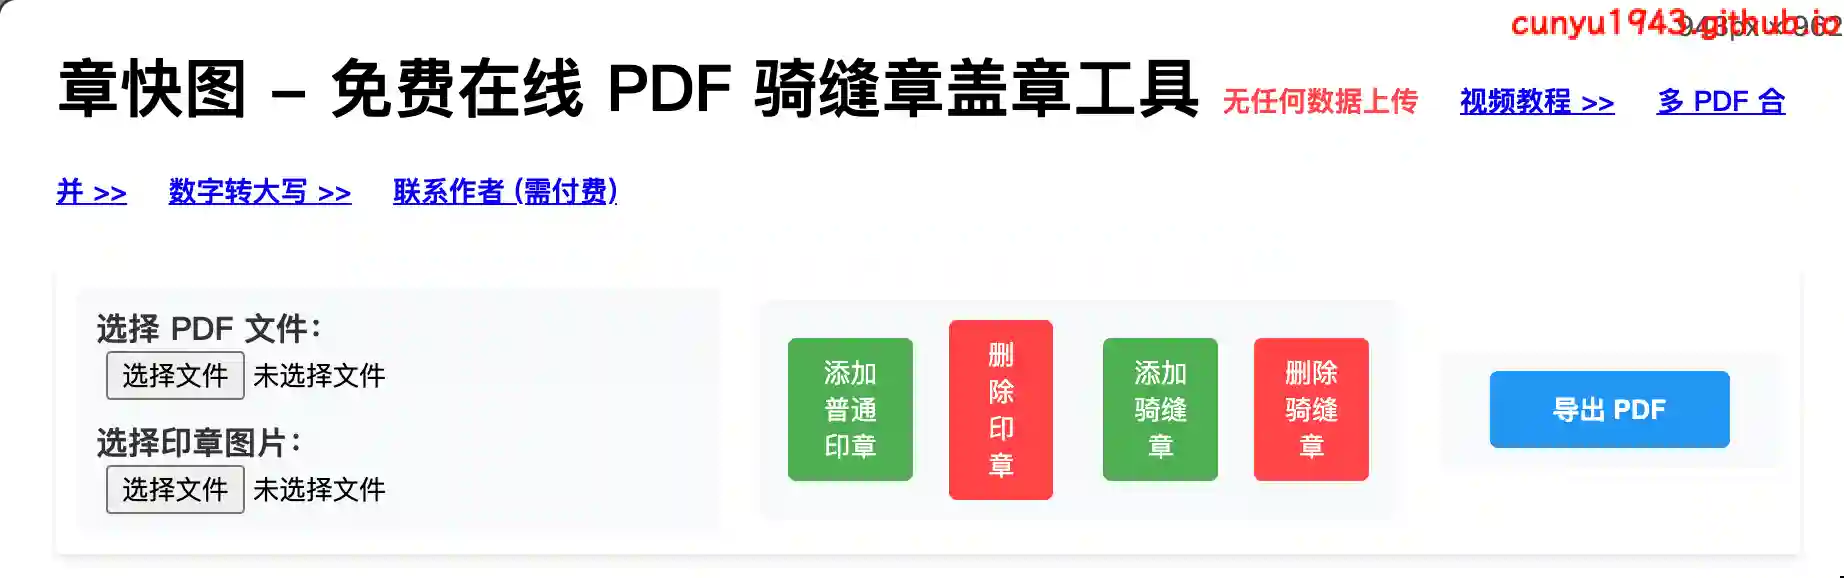 cunyu1943.github.io
章快图 – 免费在线 PDF 骑缝章盖章工具 无任何数据上传 视频教程 >> 多 PDF 合
并 >> 数字转大写 >> 联系作者 (需付费)
选择 PDF 文件：
选择文件 未选择文件
选择印章图片：
选择文件 未选择文件
添加
普通
印章
删
除
印
章
添加
骑缝
章
删除
骑缝
章
导出 PDF